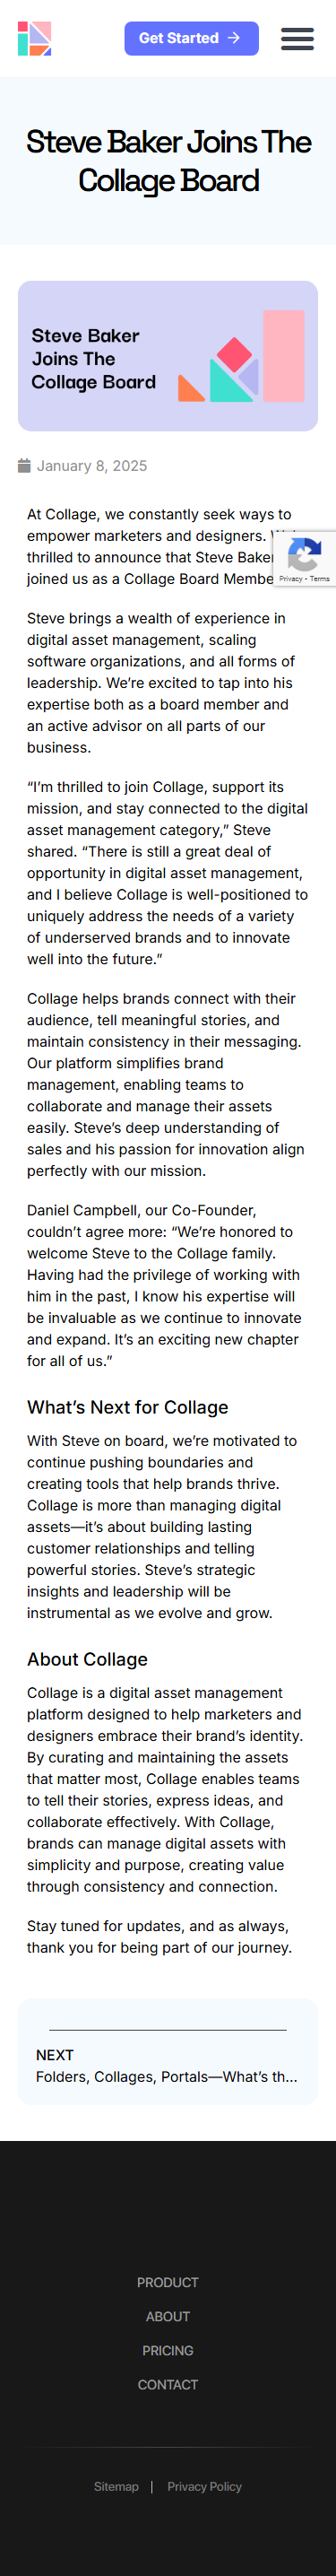 Get Started →
Steve Baker Joins The
Collage Board
Steve Baker
Joins The
Collage Board
January 8, 2025
At Collage, we constantly seek ways to
empower marketers and designers.
thrilled to announce that Steve Baker
joined us as a Collage Board
Privacy - Terms
Steve brings a wealth of experience in
digital asset management, scaling
software organizations, and all forms of
leadership. We’re excited to tap into his
expertise both as a board member and
an active advisor on all parts of our
business.
“I’m thrilled to join Collage, support its
mission, and stay connected to the digital
asset management category,” Steve
shared. “There is still a great deal of
opportunity in digital asset management,
and I believe Collage is well-positioned to
uniquely address the needs of a variety
of underserved brands and to innovate
well into the future.”
Collage helps brands connect with their
audience, tell meaningful stories, and
maintain consistency in their messaging.
Our platform simplifies brand
management, enabling teams to
collaborate and manage their assets
easily. Steve’s deep understanding of
sales and his passion for innovation align
perfectly with our mission.
Daniel Campbell, our Co-Founder,
couldn’t agree more: “We’re honored to
welcome Steve to the Collage family.
Having had the privilege of working with
him in the past, I know his expertise will
be invaluable as we continue to innovate
and expand. It’s an exciting new chapter
for all of us.”
What’s Next for Collage
With Steve on board, we’re motivated to
continue pushing boundaries and
creating tools that help brands thrive.
Collage is more than managing digital
assets—it’s about building lasting
customer relationships and telling
powerful stories. Steve’s strategic
insights and leadership will be
instrumental as we evolve and grow.
About Collage
Collage is a digital asset management
platform designed to help marketers and
designers embrace their brand’s identity.
By curating and maintaining the assets
that matter most, Collage enables teams
to tell their stories, express ideas, and
collaborate effectively. With Collage,
brands can manage digital assets with
simplicity and purpose, creating value
through consistency and connection.
Stay tuned for updates, and as always,
thank you for being part of our journey.
NEXT
Folders, Collages, Portals—What’s th...
PRODUCT
ABOUT
PRICING
CONTACT
Sitemap | Privacy Policy